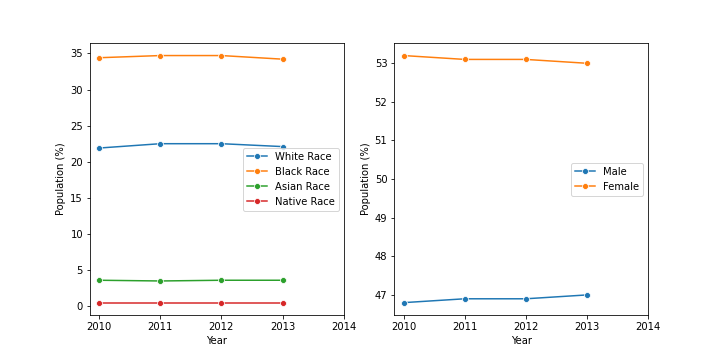 35
30
25
20
15
10
5
0
Population (%)
2010 2011 2012 2013 2014
Year
White Race
Black Race
Asian Race
Native Race
53
52
51
50
49
48
47
Population (%)
2010 2011 2012 2013 2014
Year
Male
Female